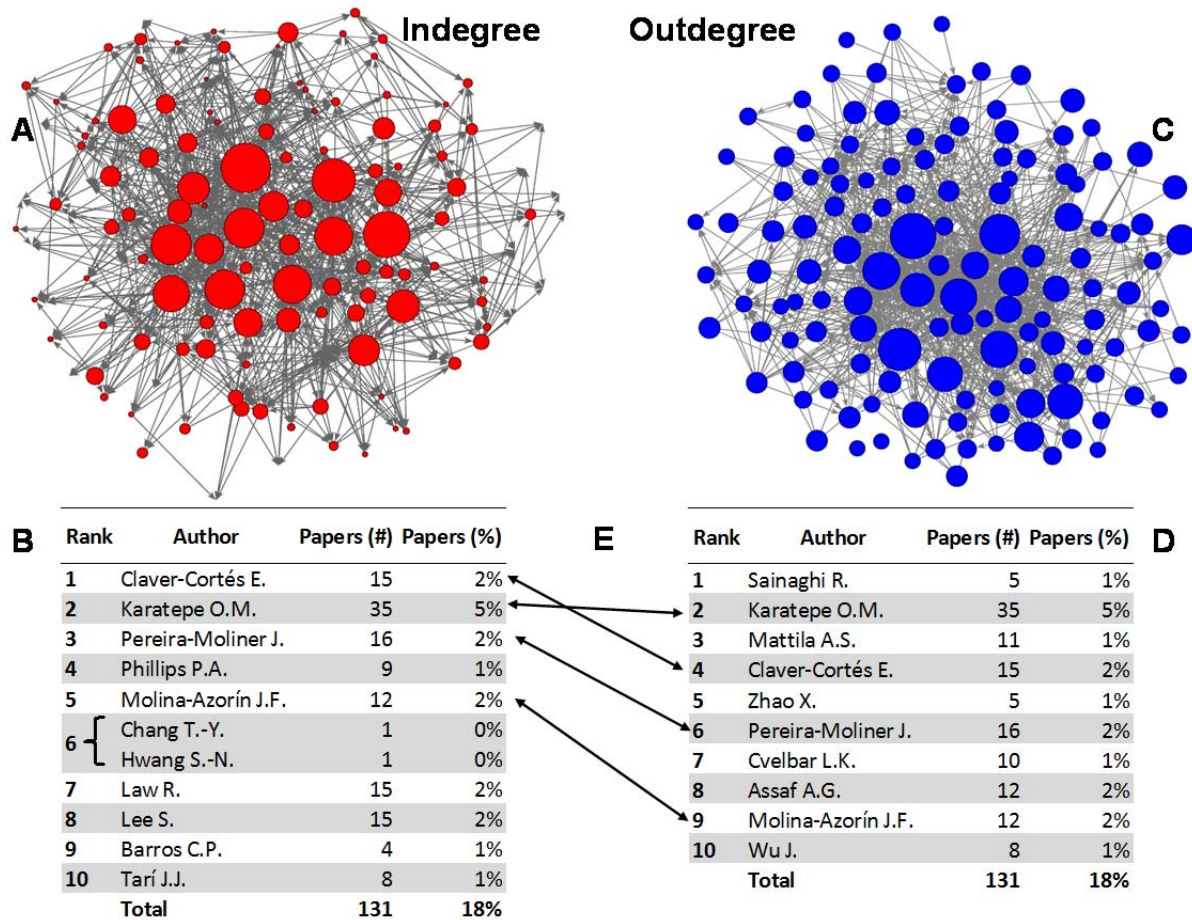 Indegree
Outdegree
A
C
B
Rank Author Papers (#) Papers (%)
1 Claver-Cortés E. 15 2%
2 Karatepe O.M. 35 5%
3 Pereira-Moliner J. 16 2%
4 Phillips P.A. 9 1%
5 Molina-Azorín J.F. 12 2%
6 Chang T.-Y. 1 0%
Hwang S.-N. 1 0%
7 Law R. 15 2%
8 Lee S. 15 2%
9 Barros C.P. 4 1%
10 Tarí J.J. 8 1%
Total 131 18%
E
D
Rank Author Papers (#) Papers (%)
1 Sainaghi R. 5 1%
2 Karatepe O.M. 35 5%
3 Mattila A.S. 11 1%
4 Claver-Cortés E. 15 2%
5 Zhao X. 5 1%
6 Pereira-Moliner J. 16 2%
7 Cvelbar L.K. 10 1%
8 Assaf A.G. 12 2%
9 Molina-Azorín J.F. 12 2%
10 Wu J. 8 1%
Total 131 18%